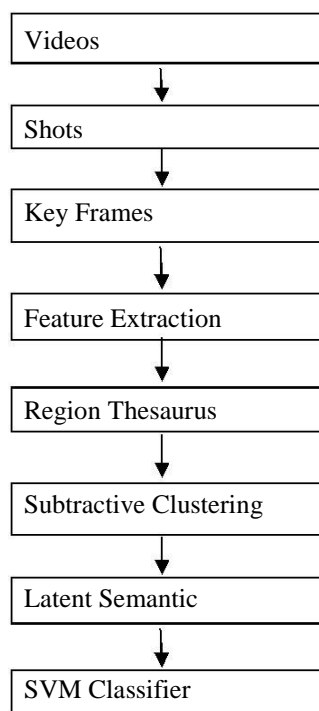 Videos
Shots
Key Frames
Feature Extraction
Region Thesaurus
Subtractive Clustering
Latent Semantic
SVM Classifier